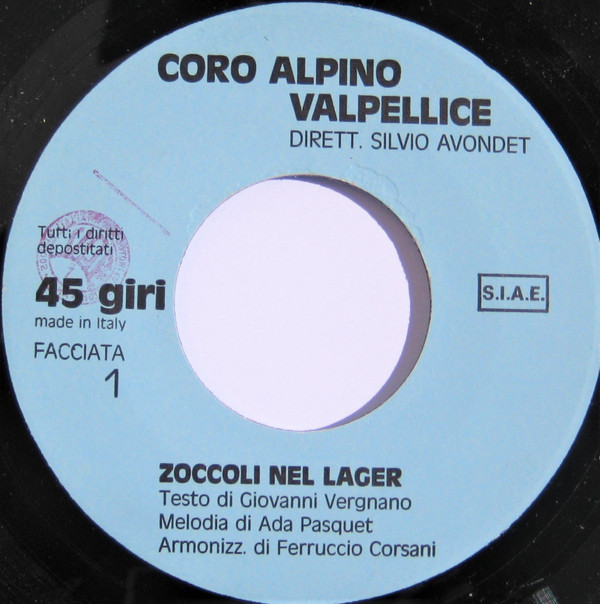 CORO ALPINO
VALPELLICE
DIRETT. SILVIO AVONDET
Tutti i diritti
depostitati
45 giri
made in Italy
FACCIATA
1
S.I.A.E.
ZOCCOLI NEL LAGER
Testo di Giovanni Vergnano
Melodia di Ada Pasquet
Armonizz. di Ferruccio Corsani